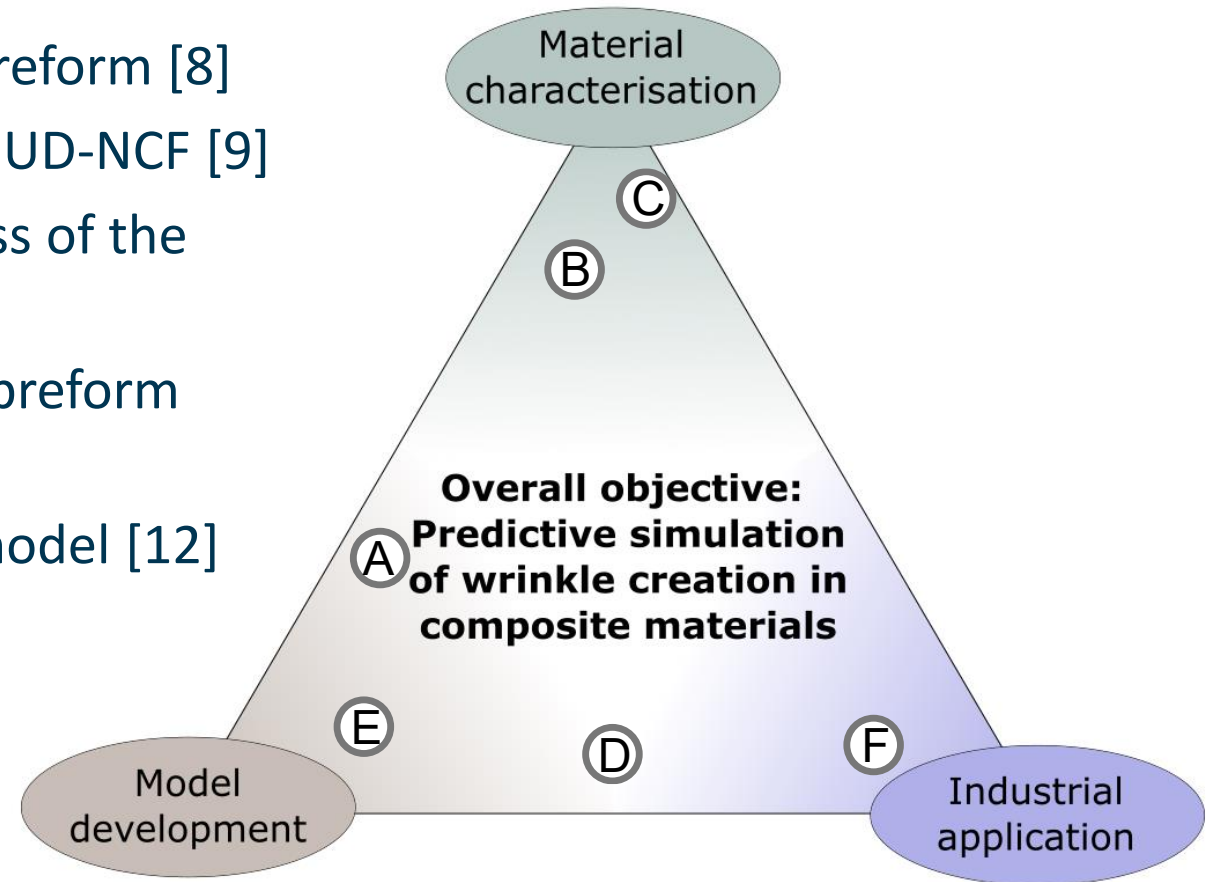 reform [8]
UD-NCF [9]
ss of the
preform
odel [12]
Material
characterisation
C
B
Overall objective:
Predictive simulation
of wrinkle creation in
composite materials
A
E
D
F
Model
development
Industrial
application